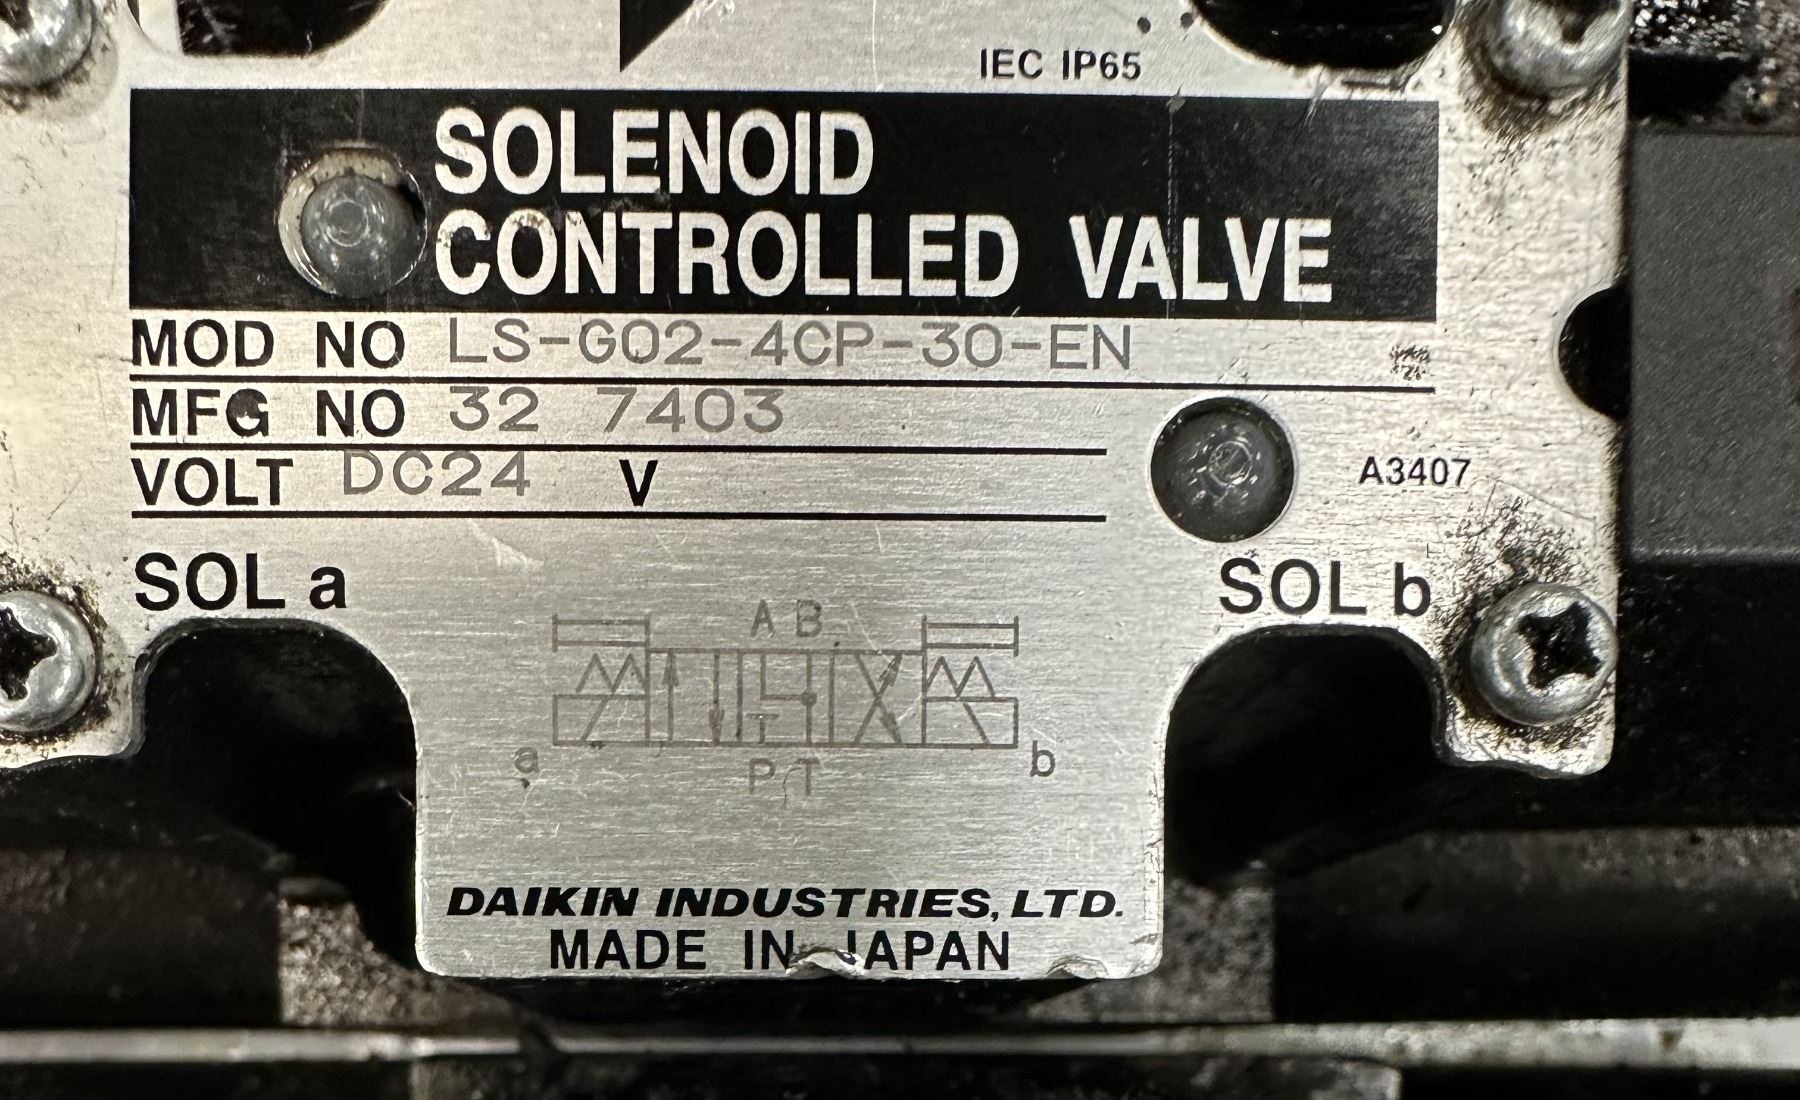 IEC IP65
SOLENOID
CONTROLLED VALVE
MOD NO LS-G02-4CP-30-EN
MFG NO 32 7403
VOLT DC24 V
A3407
SOL a
SOL b
A B
a
b
P T
DAIKIN INDUSTRIES, LTD.
MADE IN JAPAN